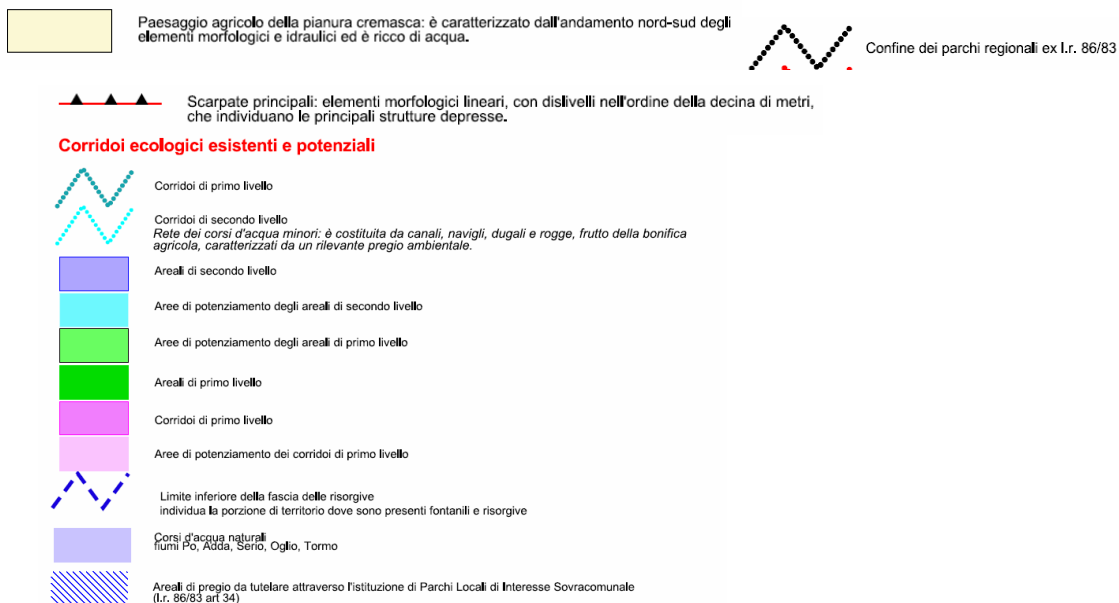 Paesaggio agricolo della pianura cremasca: è caratterizzato dall'andamento nord-sud degli
elementi morfologici e idraulici ed è ricco di acqua.
Confine dei parchi regionali ex l.r. 86/83
Scarpate principali: elementi morfologici lineari, con dislivelli nell'ordine della decina di metri,
che individuano le principali strutture depresse.
Corridoi ecologici esistenti e potenziali
Corridoi di primo livello
Corridoi di secondo livello
Rete dei corsi d'acqua minori: è costituita da canali, navigli, dugali e rogge, frutto della bonifica
agricola, caratterizzati da un rilevante pregio ambientale.
Areali di secondo livello
Aree di potenziamento degli areali di secondo livello
Aree di potenziamento degli areali di primo livello
Areali di primo livello
Corridoi di primo livello
Aree di potenziamento dei corridoi di primo livello
Limite inferiore della fascia delle risorgive
individua la porzione di territorio dove sono presenti fontanili e risorgive
Corsi d'acqua naturali
fiumi Po, Adda, Serio, Oglio, Tormo
Areali di pregio da tutelare attraverso l'istituzione di Parchi Locali di Interesse Sovracomunale
(l.r. 86/83 art 34)